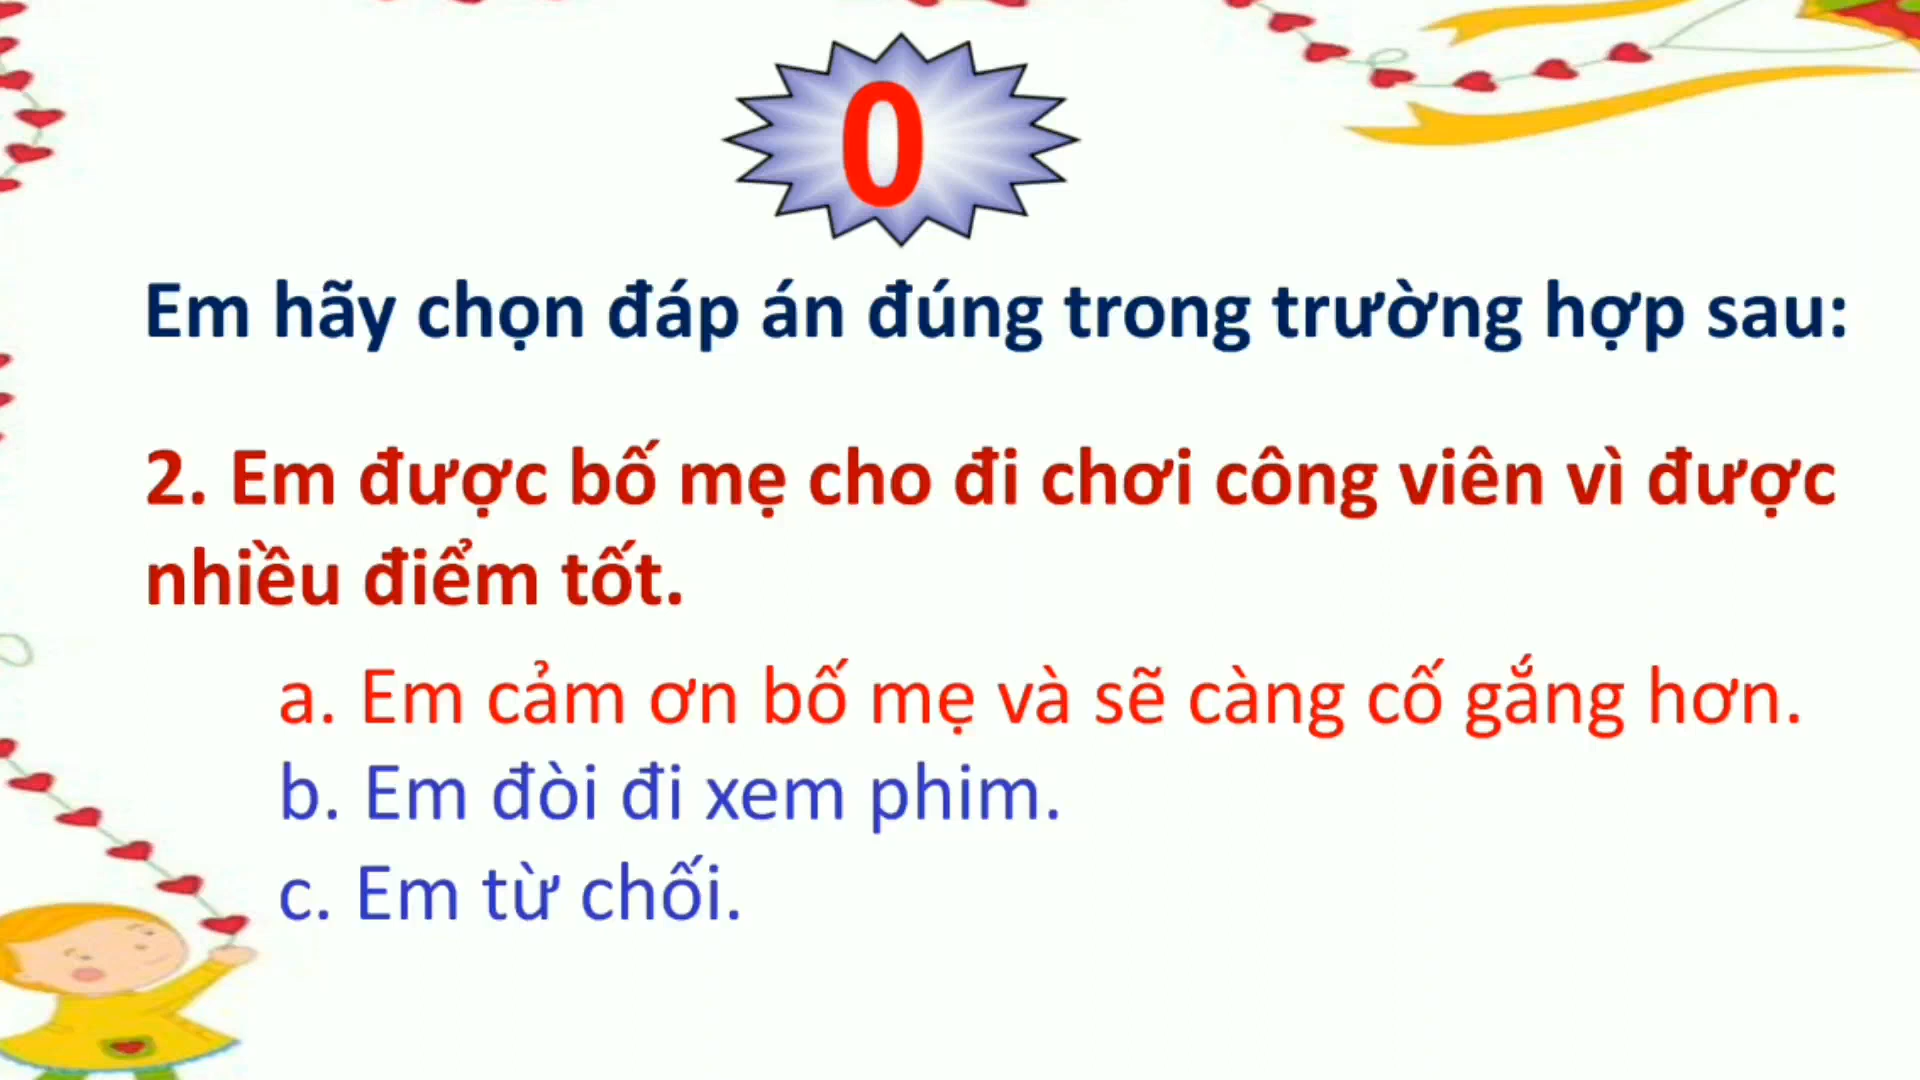 0
Em hãy chọn đáp án đúng trong trường hợp sau:
2. Em được bố mẹ cho đi chơi công viên vì được
nhiều điểm tốt.
a. Em cảm ơn bố mẹ và sẽ càng cố gắng hơn.
b. Em đòi đi xem phim.
c. Em từ chối.